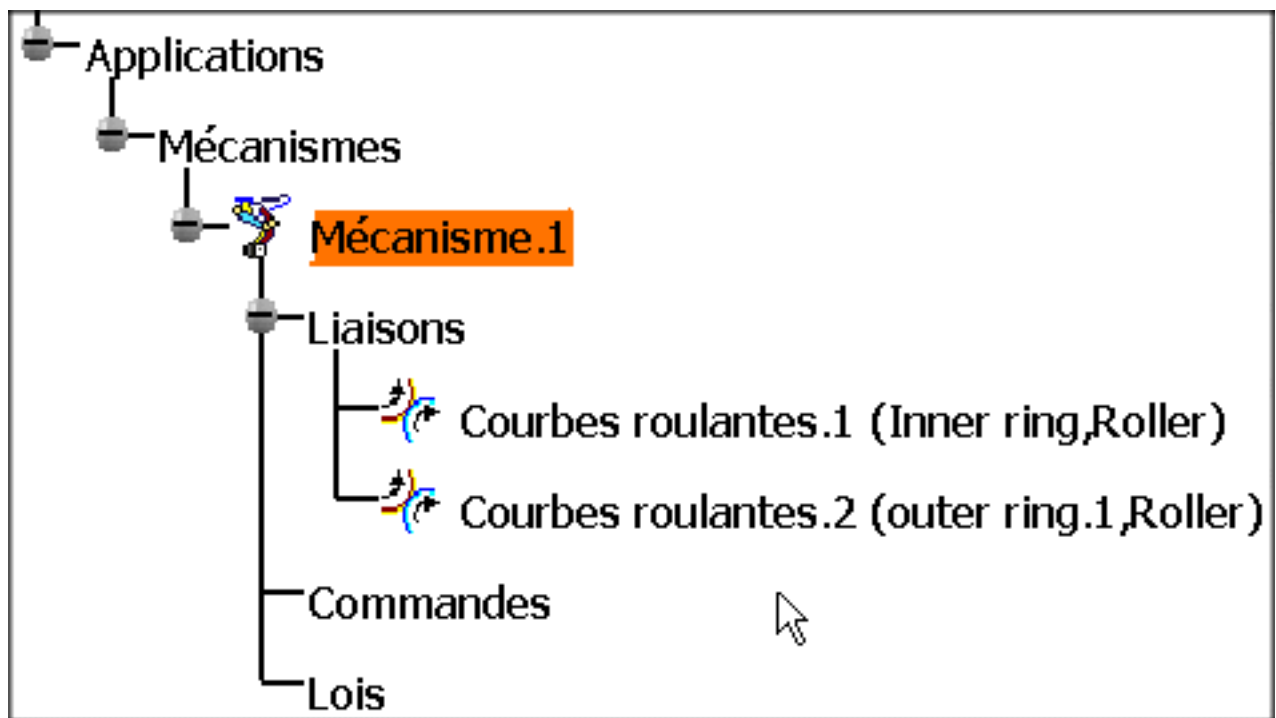 Applications
Mécanismes
Mécanisme.1
Liaisons
Courbes roulantes.1 (Inner ring,Roller)
Courbes roulantes.2 (outer ring.1,Roller)
Commandes
Lois